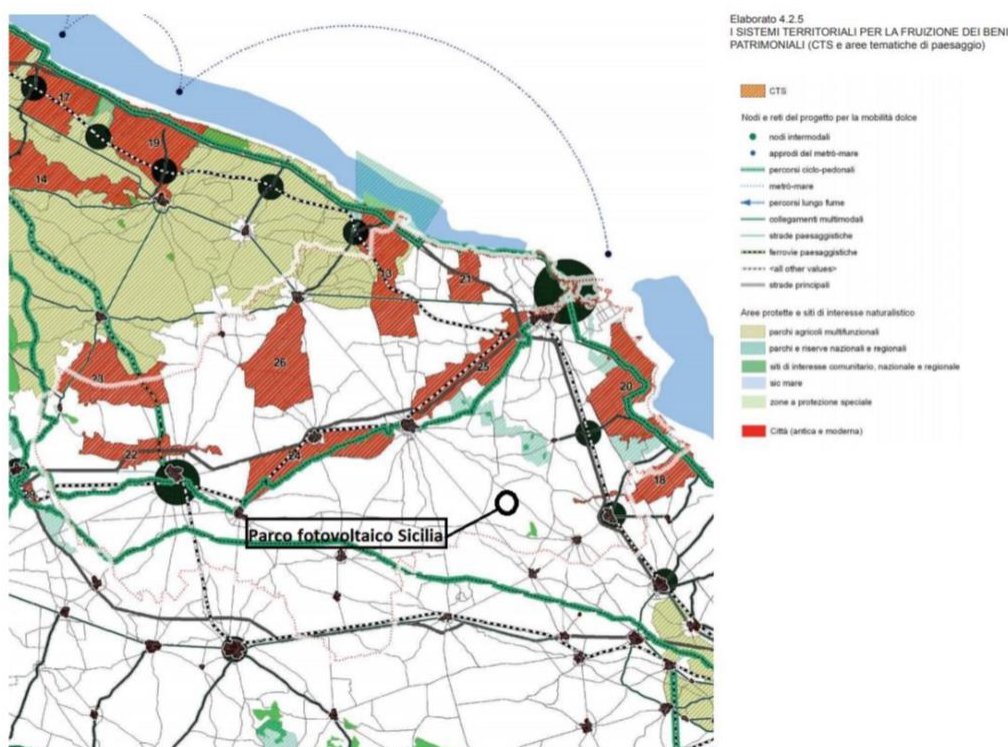 Elaborato 4.2.5
I SISTEMI TERRITORIALI PER LA FRUIZIONE DEI BENI
PATRIMONIALI (CTS e aree tematiche di paesaggio)
CTS
Nodi e reti del progetto per la mobilità dolce
nodi intermodali
approdi del metrò-mare
percorsi ciclo-pedonali
metrò-mare
percorsi lungo fume
collegamenti multimodali
strade paesaggistiche
ferrovie paesaggistiche
<all other values>
strade principali
Aree protette e siti di interesse naturalistico
parchi agricoli multifunzionali
parchi e riserve nazionali e regionali
siti di interesse comunitario, nazionale e regionale
sic mare
zone a protezione speciale
Città (antica e moderna)
17
19
14
13
21
26
23
25
20
22
24
18
Parco fotovoltaico Sicilia